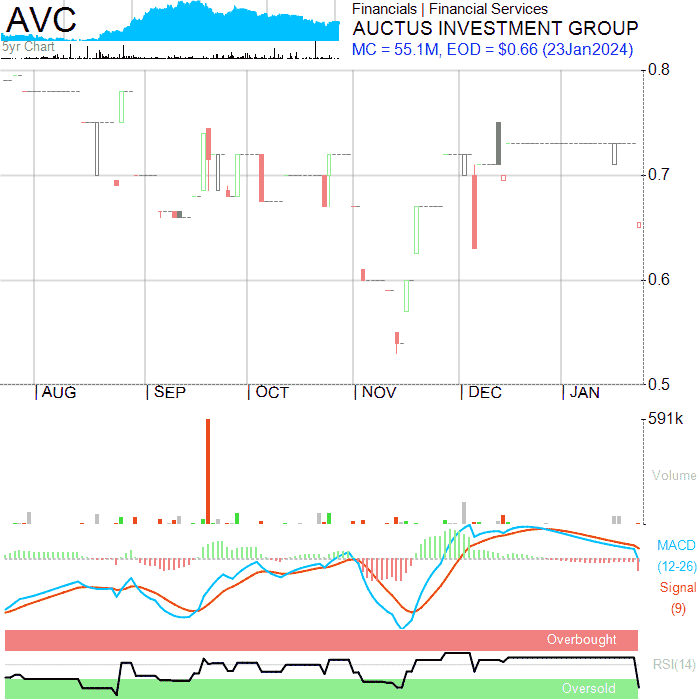 AVC
5yr Chart
Financials | Financial Services
AUCTUS INVESTMENT GROUP
MC = 55.1M, EOD = $0.66 (23Jan2024)
0.8
0.7
0.6
0.5
| AUG | SEP | OCT | NOV | DEC | JAN
591k
Volume
MACD
(12-26)
Signal
(9)
Overbought
RSI(14)
Oversold